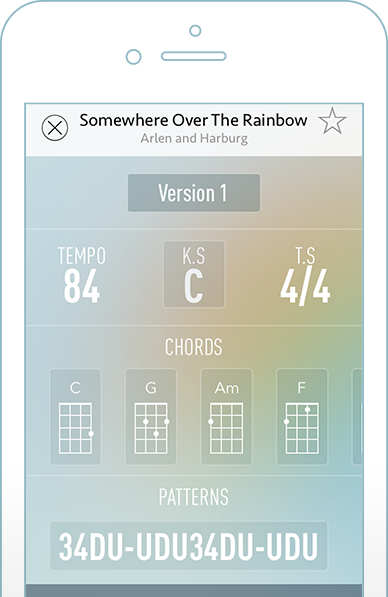 Somewhere Over The Rainbow
Arlen and Harburg
Version 1
TEMPO K.S T.S
84 C 4/4
CHORDS
C G Am F
PATTERNS
34DU-UDU34DU-UDU